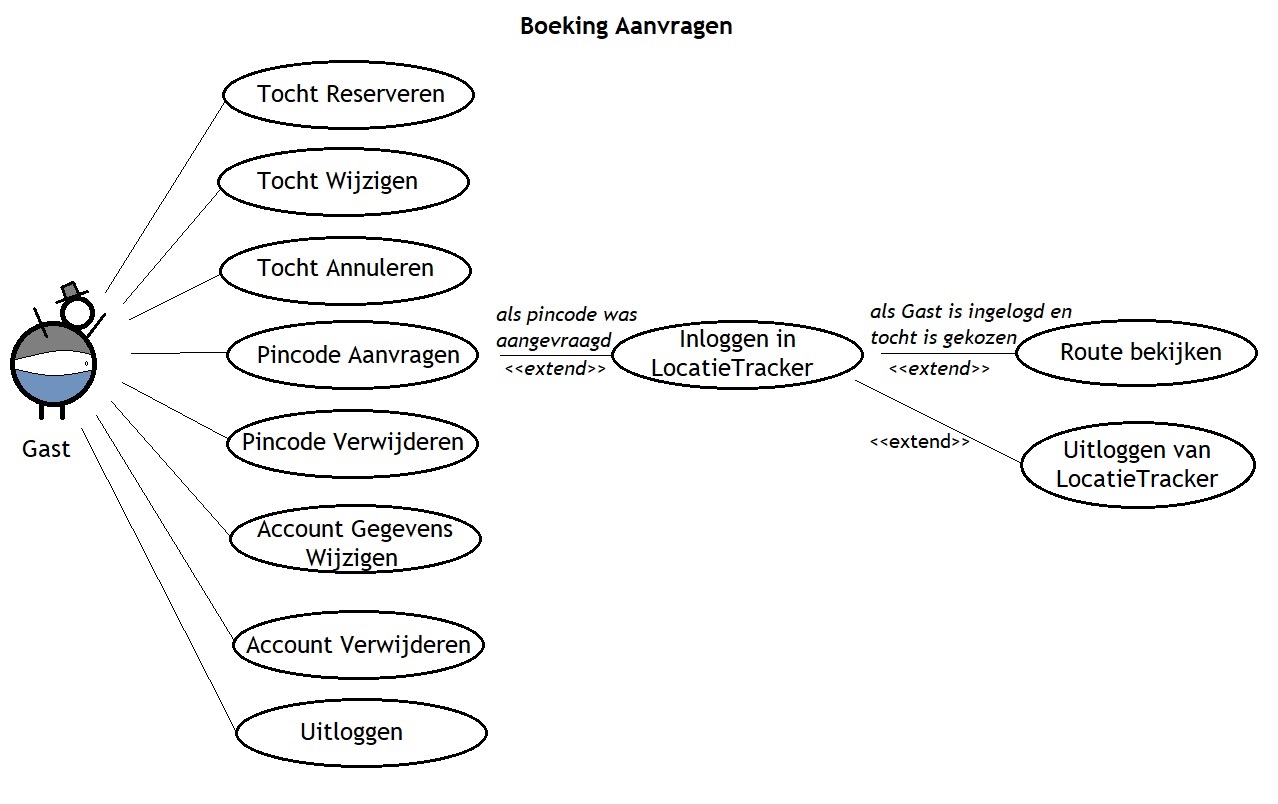 Boeking Aanvragen
Tocht Reserveren
Tocht Wijzigen
Tocht Annuleren
Pincode Aanvragen
als pincode was
aangevraagd
<<extend>>
Inloggen in
LocatieTracker
als Gast is ingelogd en
tocht is gekozen
<<extend>>
Route bekijken
Gast
Pincode Verwijderen
<<extend>>
Uitloggen van
LocatieTracker
Account Gegevens
Wijzigen
Account Verwijderen
Uitloggen